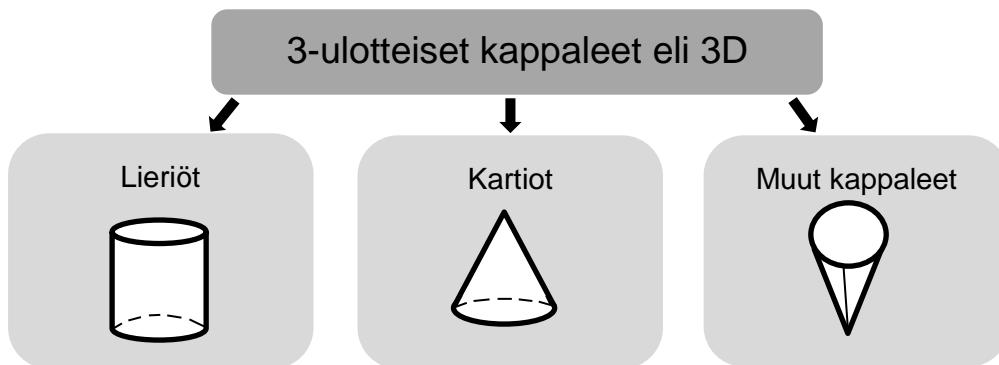 3-ulotteiset kappaleet eli 3D
Lieriöt
Kartiot
Muut kappaleet